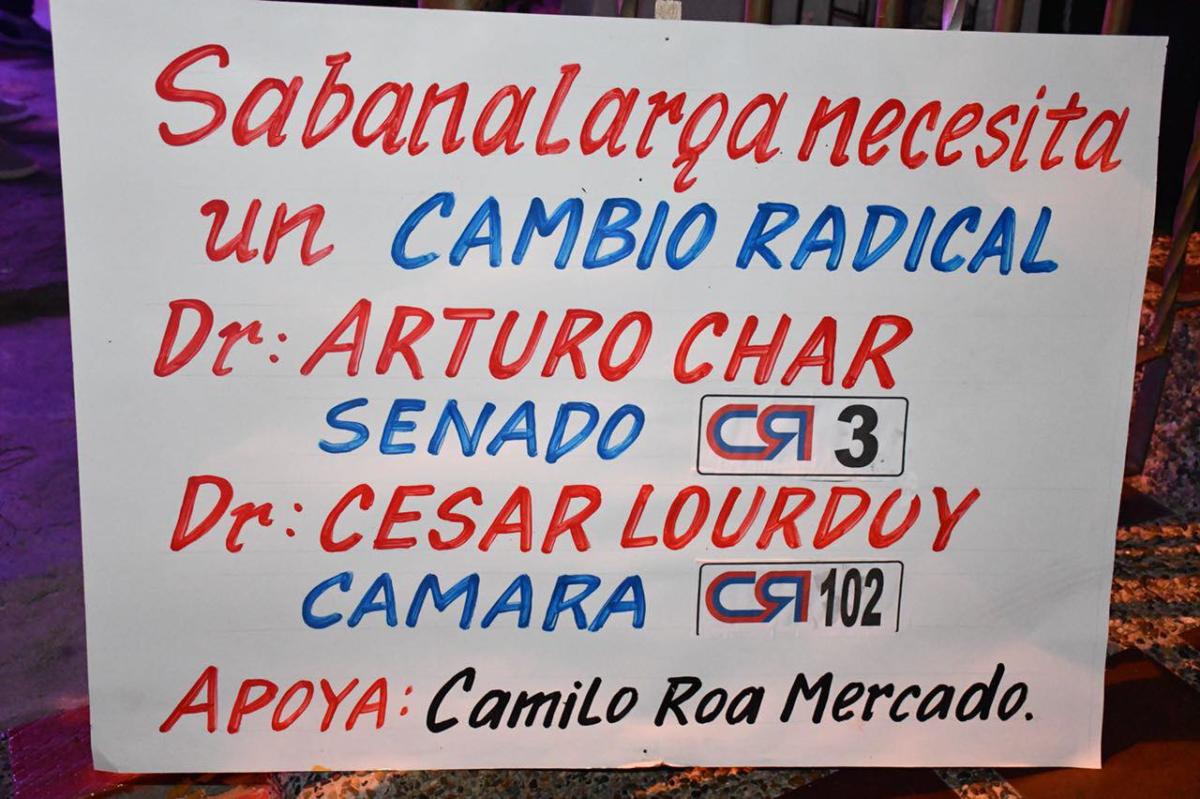 Sabanalarga necesita
un CAMBIO RADICAL
Dr: ARTURO CHAR
SENADO CR 3
Dr: CESAR LOURDUY
CAMARA CR 102
APOYA: Camilo Roa Mercado.